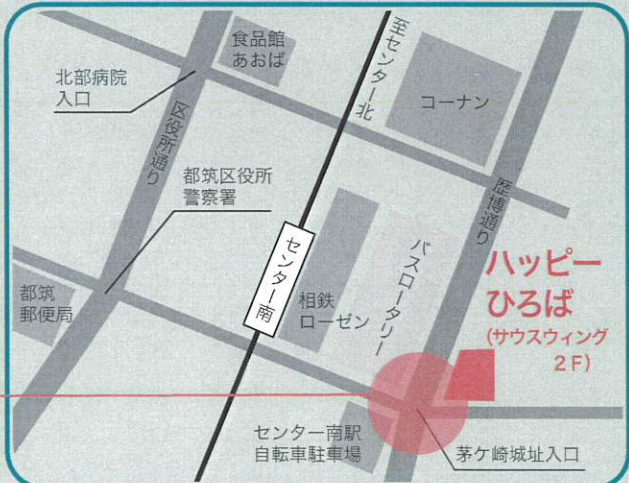 食品館
あおば
北部病院
入口
至センター北
コーナン
区役所通り
都筑区役所
警察署
歴博通り
センター南
相鉄
ローゼン
バスロータリー
都筑
郵便局
ハッピー
ひろば
(サウスウィング
2F)
センター南駅
自転車駐車場
茅ケ崎城址入口